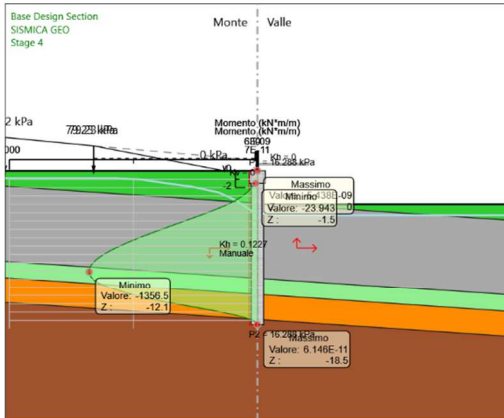 Base Design Section
SISMICA GEO
Stage 4
Monte
Valle
2 kPa
Momento (kN*m/m)
Momento (kN*m/m)
0 kPa
Kh = 0
= 16.288 kPa
-2
Massimo
0
Minimo
Valore: -23.943
Z : -1.5
Kh = 0.1227
Manuale
Minimo
Valore: -1356.5
Z : -12.1
P2 = 16.288 kPa
Massimo
Valore: 6.146E-11
Z : -18.5